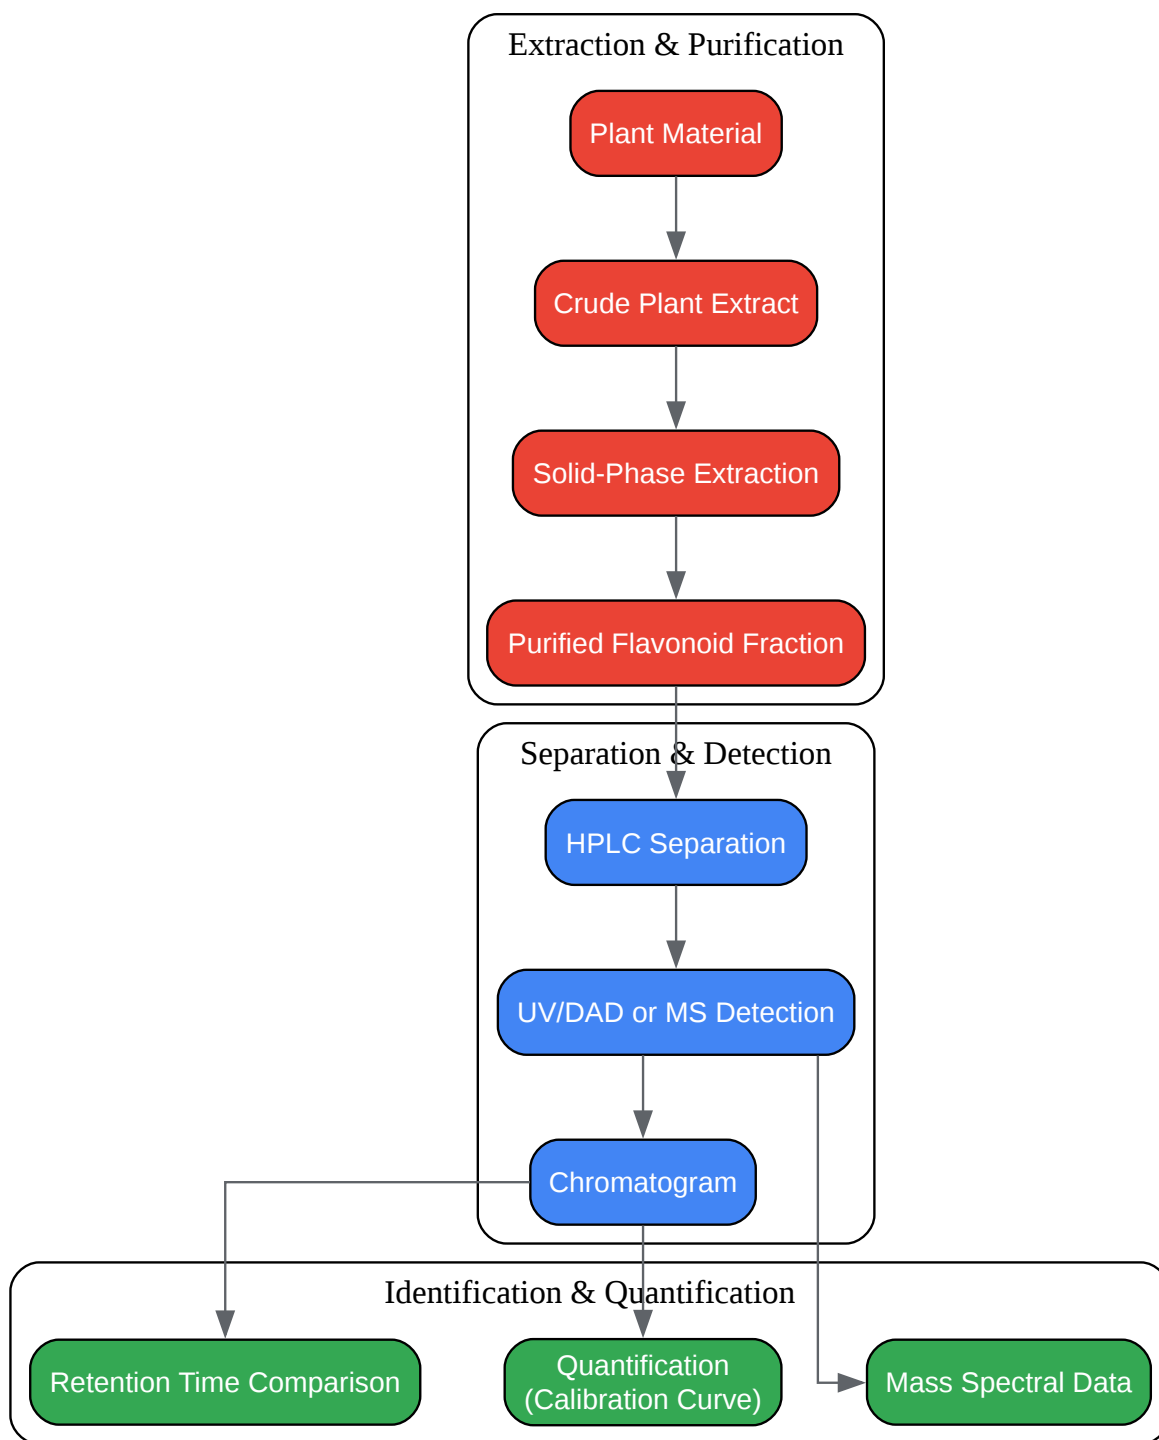 Extraction & Purification
Plant Material
Crude Plant Extract
Solid-Phase Extraction
Purified Flavonoid Fraction
Separation & Detection
HPLC Separation
UV/DAD or MS Detection
Chromatogram
Identification & Quantification
Retention Time Comparison
Quantification
(Calibration Curve)
Mass Spectral Data